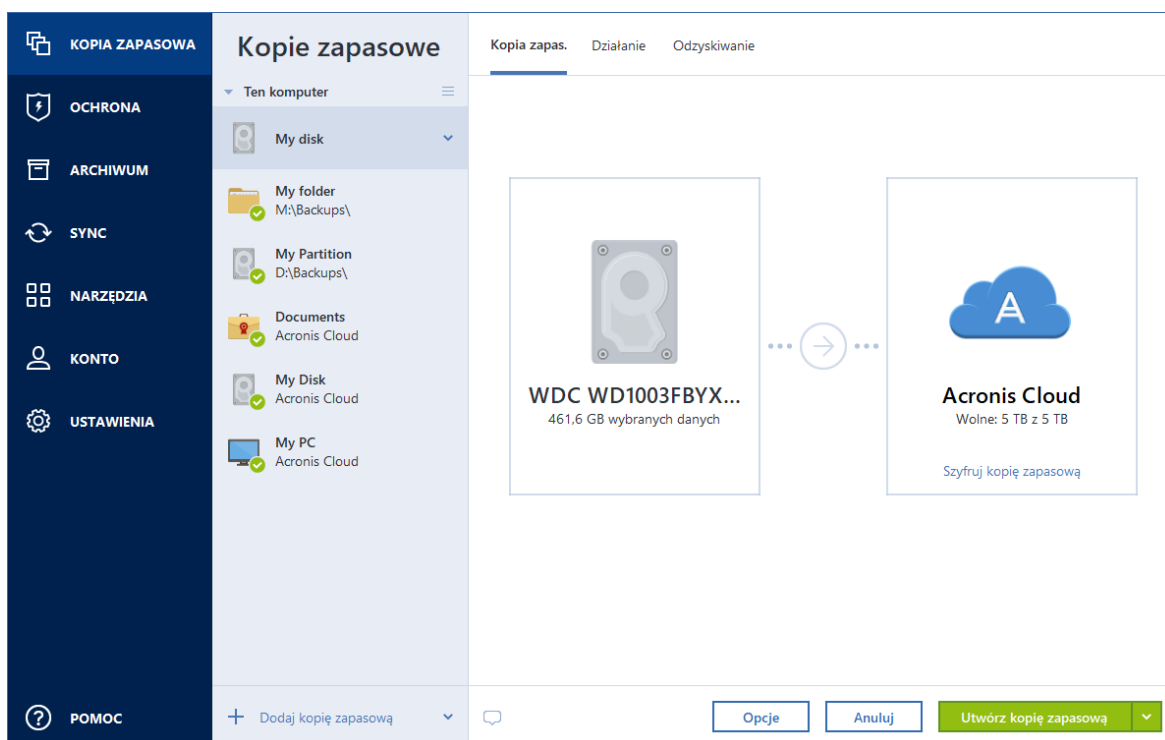 KOPIA ZAPASOWA
OCHRONA
ARCHIWUM
SYNC
NARZĘDZIA
KONTO
USTAWIENIA
POMOC
Kopie zapasowe
Ten komputer
My disk
My folder
M:\Backups\
My Partition
D:\Backups\
Documents
Acronis Cloud
My Disk
Acronis Cloud
My PC
Acronis Cloud
Dodaj kopię zapasową
Kopia zapas. Działanie Odzyskiwanie
WDC WD1003FBYX...
461,6 GB wybranych danych
A
Acronis Cloud
Wolne: 5 TB z 5 TB
Szyfruj kopię zapasową
Opcje Anuluj Utwórz kopię zapasową